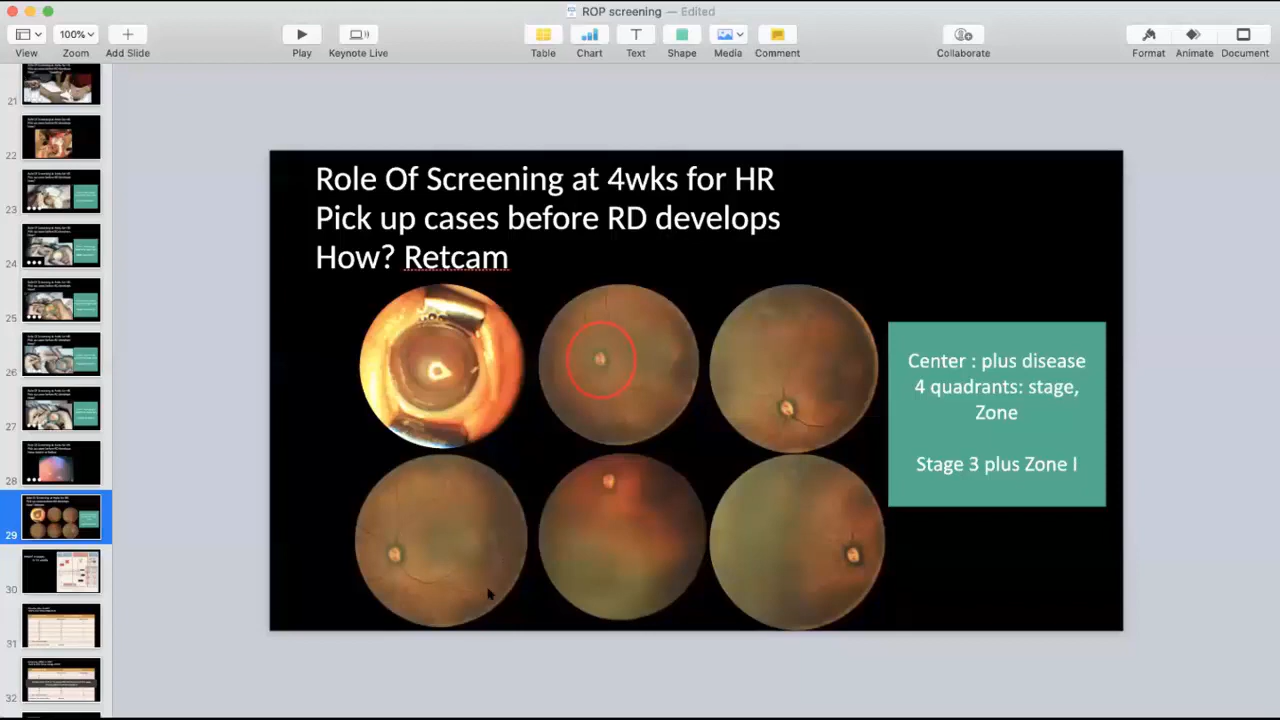 ROP screening — Edited
100%
View
Zoom
Add Slide
Play
Keynote Live
Table
Chart
Text
Shape
Media
Comment
Collaborate
Format
Animate
Document
21
22
23
24
25
26
27
28
29
30
31
32
Role Of Screening at 4wks for HR
Pick up cases before RD develops
How? Retcam
Center : plus disease
4 quadrants: stage,
Zone
Stage 3 plus Zone I